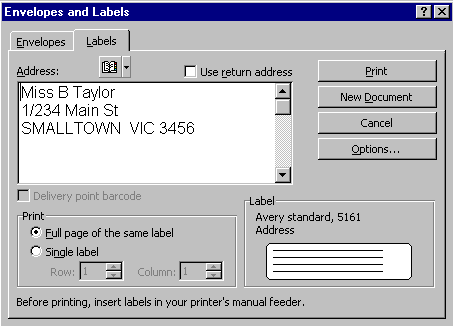 Envelopes and Labels
Envelopes
Labels
Address:
Use return address
Miss B Taylor
1/234 Main St
SMALLTOWN  VIC 3456
Print
New Document
Cancel
Options...
Delivery point barcode
Print
Full page of the same label
Single label
Row: 1 Column: 1
Label
Avery standard, 5161
Address
Before printing, insert labels in your printer's manual feeder.